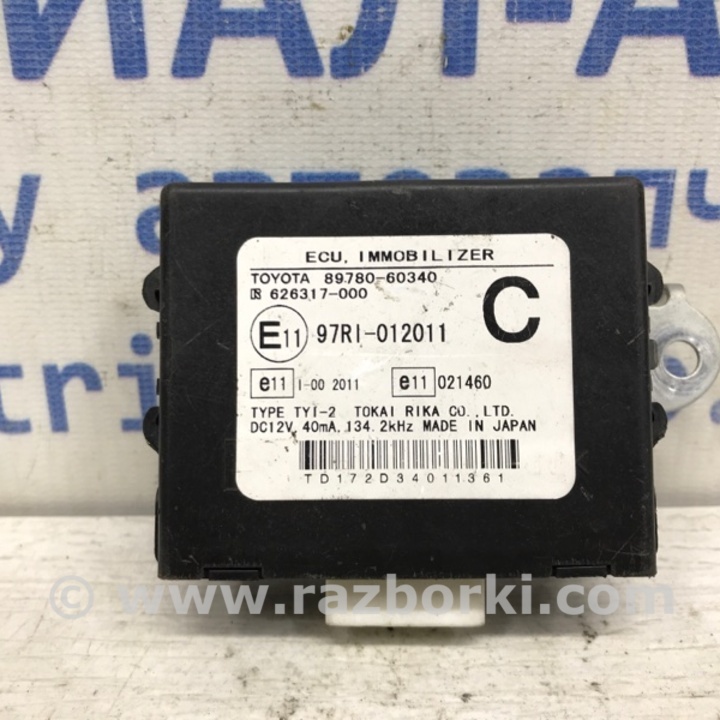 ИАЛ-А
ECU, IMMOBILIZER
TOYOTA 89780-60340
626317-000
C
E11 97RI-012011
e11 I-00 2011 e11 021460
TYPE TYI-2 TOKAI RIKA CO., LTD.
DC12V, 40mA, 134.2kHz MADE IN JAPAN
TD172D34011361
© www.razborki.com